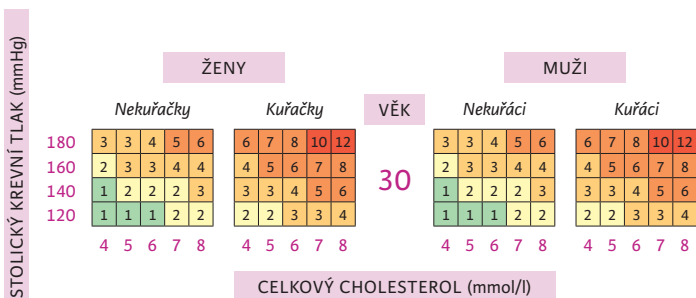 STOLICKÝ KREVNÍ TLAK (mmHg)
ŽENY MUŽI
Nekuřačky Kuřačky VĚK Nekuřáci Kuřáci
180 3 3 4 5 6 6 7 8 10 12 3 3 4 5 6 6 7 8 10 12
160 2 3 3 4 4 4 5 6 7 8 2 3 3 4 4 4 5 6 7 8
30
140 1 2 2 2 3 3 3 4 5 6 1 2 2 2 3 3 3 4 5 6
120 1 1 1 2 2 2 2 3 3 4 1 1 1 2 2 2 2 3 3 4
4 5 6 7 8 4 5 6 7 8 4 5 6 7 8 4 5 6 7 8
CELKOVÝ CHOLESTEROL (mmol/l)